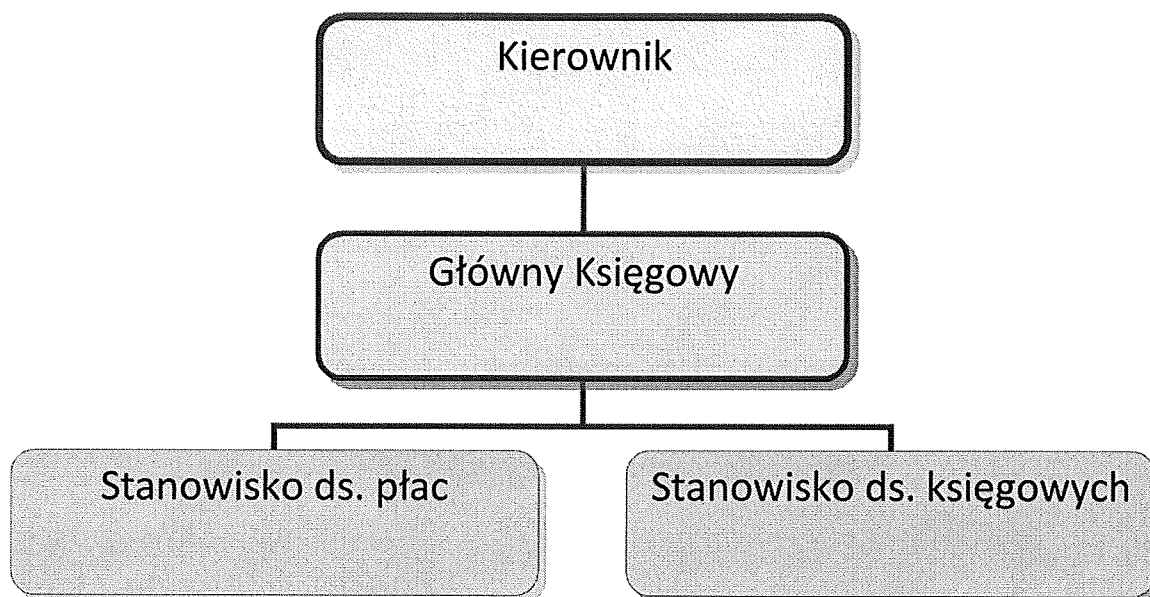 Kierownik
Główny Księgowy
Stanowisko ds. płac
Stanowisko ds. księgowych